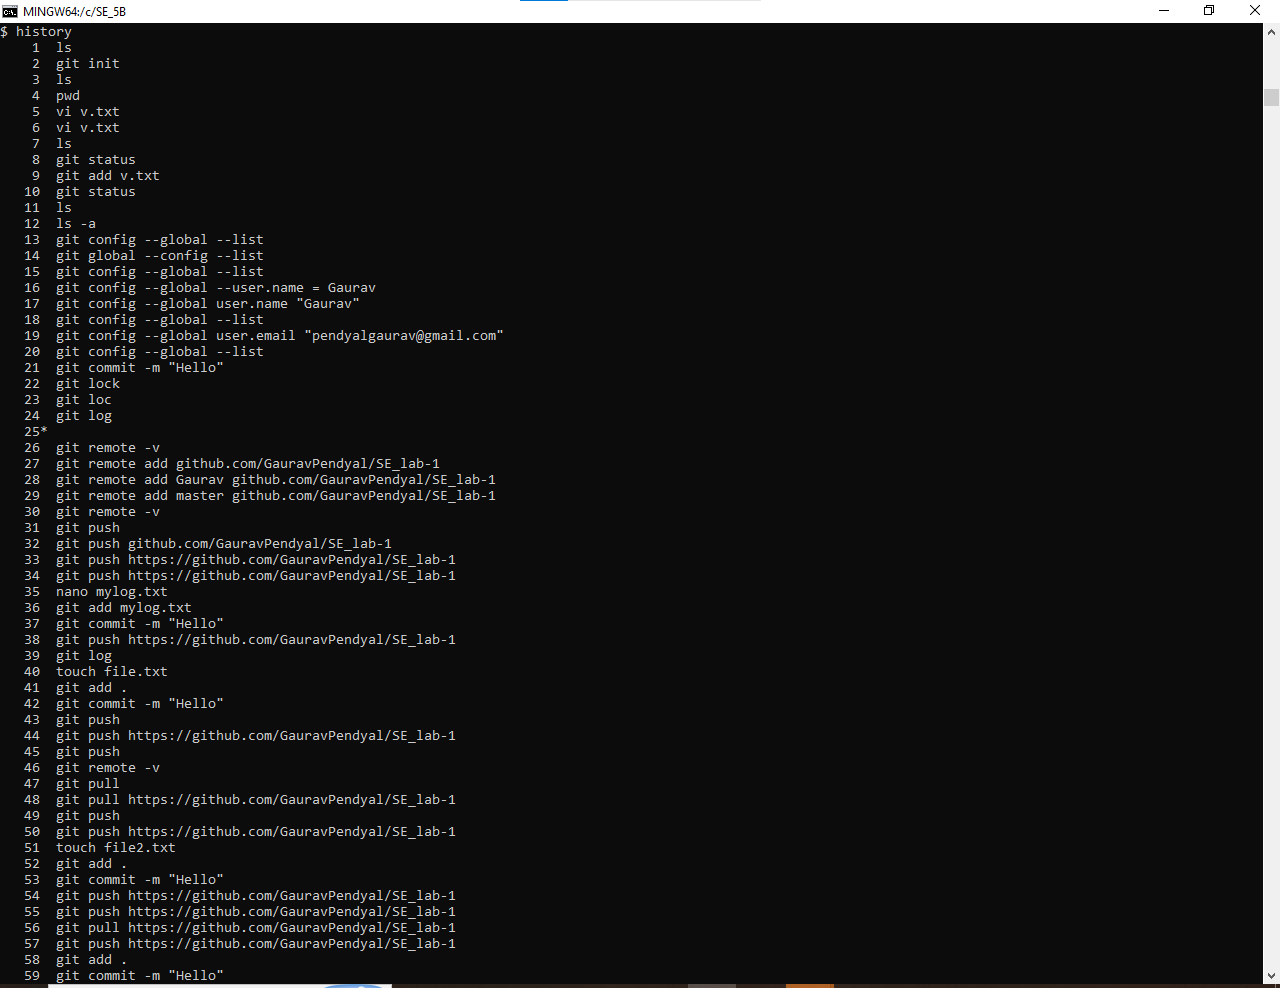 MINGW64:/c/SE_5B
$ history
1 ls
2 git init
3 ls
4 pwd
5 vi v.txt
6 vi v.txt
7 ls
8 git status
9 git add v.txt
10 git status
11 ls
12 ls -a
13 git config --global --list
14 git global --config --list
15 git config --global --list
16 git config --global --user.name = Gaurav
17 git config --global user.name "Gaurav"
18 git config --global --list
19 git config --global user.email "pendyalgaurav@gmail.com"
20 git config --global --list
21 git commit -m "Hello"
22 git lock
23 git loc
24 git log
25*
26 git remote -v
27 git remote add github.com/GauravPendyal/SE_lab-1
28 git remote add Gaurav github.com/GauravPendyal/SE_lab-1
29 git remote add master github.com/GauravPendyal/SE_lab-1
30 git remote -v
31 git push
32 git push github.com/GauravPendyal/SE_lab-1
33 git push https://github.com/GauravPendyal/SE_lab-1
34 git push https://github.com/GauravPendyal/SE_lab-1
35 nano mylog.txt
36 git add mylog.txt
37 git commit -m "Hello"
38 git push https://github.com/GauravPendyal/SE_lab-1
39 git log
40 touch file.txt
41 git add .
42 git commit -m "Hello"
43 git push
44 git push https://github.com/GauravPendyal/SE_lab-1
45 git push
46 git remote -v
47 git pull
48 git pull https://github.com/GauravPendyal/SE_lab-1
49 git push
50 git push https://github.com/GauravPendyal/SE_lab-1
51 touch file2.txt
52 git add .
53 git commit -m "Hello"
54 git push https://github.com/GauravPendyal/SE_lab-1
55 git push https://github.com/GauravPendyal/SE_lab-1
56 git pull https://github.com/GauravPendyal/SE_lab-1
57 git push https://github.com/GauravPendyal/SE_lab-1
58 git add .
59 git commit -m "Hello"